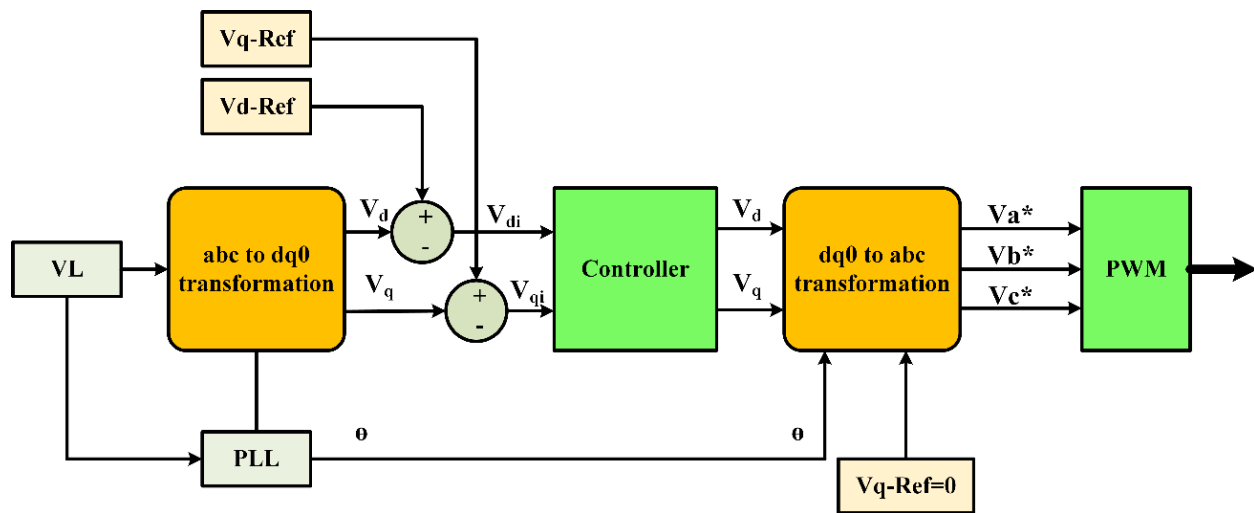 Vq-Rcf
Vd-Ref
VL
abc to dq0
transformation
Vd
Vq
+
-
+
-
Vdi
Vqi
Controller
Vd
Vq
dq0 to abc
transformation
Va*
Vb*
Vc*
PWM
PLL
ɵ
ɵ
Vq-Ref=0